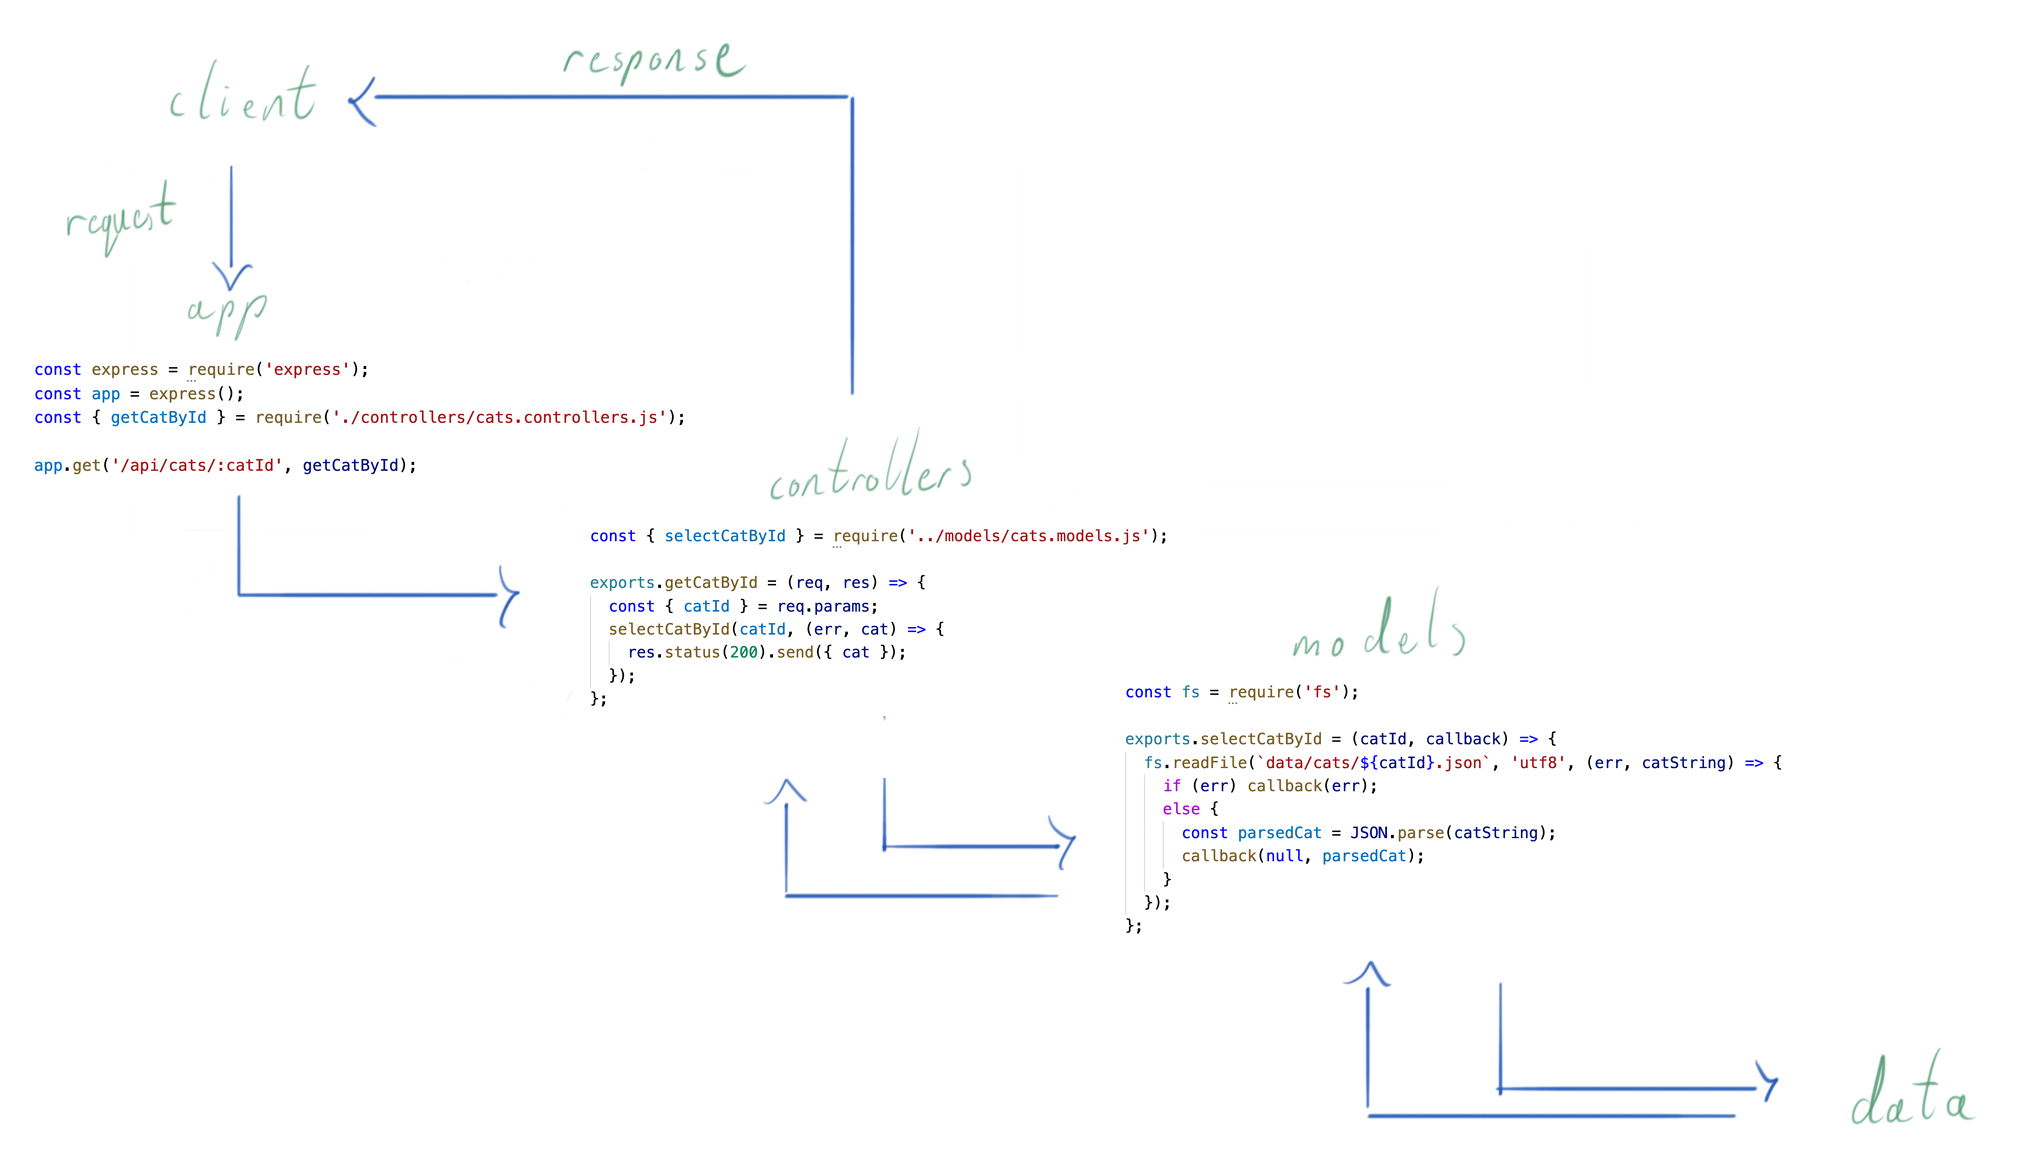 response
client
request
app
const express = require('express');
const app = express();
const { getCatById } = require('./controllers/cats.controllers.js');
app.get('/api/cats/:catId', getCatById);
controllers
const { selectCatById } = require('../models/cats.models.js');
exports.getCatById = (req, res) => {
const { catId } = req.params;
selectCatById(catId, (err, cat) => {
res.status(200).send({ cat });
});
};
models
const fs = require('fs');
exports.selectCatById = (catId, callback) => {
fs.readFile(`data/cats/${catId}.json`, 'utf8', (err, catString) => {
if (err) callback(err);
else {
const parsedCat = JSON.parse(catString);
callback(null, parsedCat);
}
});
};
data